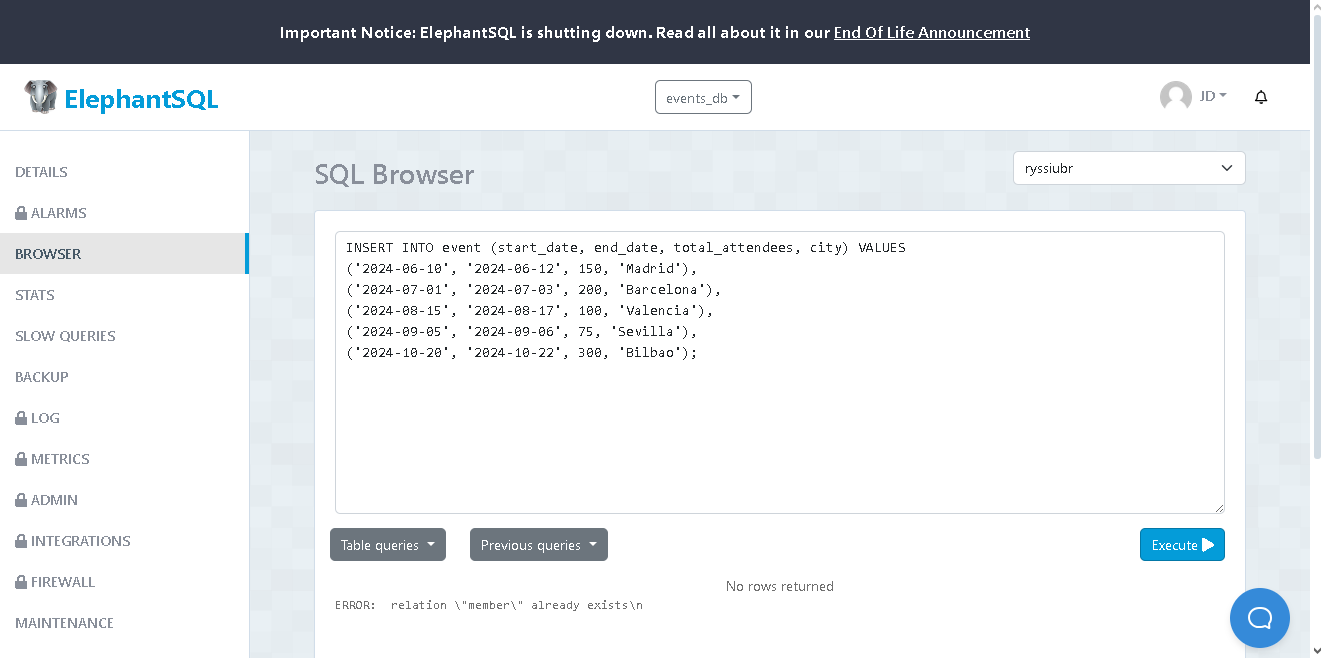 Important Notice: ElephantSQL is shutting down. Read all about it in our End Of Life Announcement
ElephantSQL
events_db
JD
DETAILS
ALARMS
BROWSER
STATS
SLOW QUERIES
BACKUP
LOG
METRICS
ADMIN
INTEGRATIONS
FIREWALL
MAINTENANCE
SQL Browser
ryssiubr
INSERT INTO event (start_date, end_date, total_attendees, city) VALUES
('2024-06-10', '2024-06-12', 150, 'Madrid'),
('2024-07-01', '2024-07-03', 200, 'Barcelona'),
('2024-08-15', '2024-08-17', 100, 'Valencia'),
('2024-09-05', '2024-09-06', 75, 'Sevilla'),
('2024-10-20', '2024-10-22', 300, 'Bilbao');
Table queries
Previous queries
Execute
No rows returned
ERROR:  relation \"member\" already exists\n